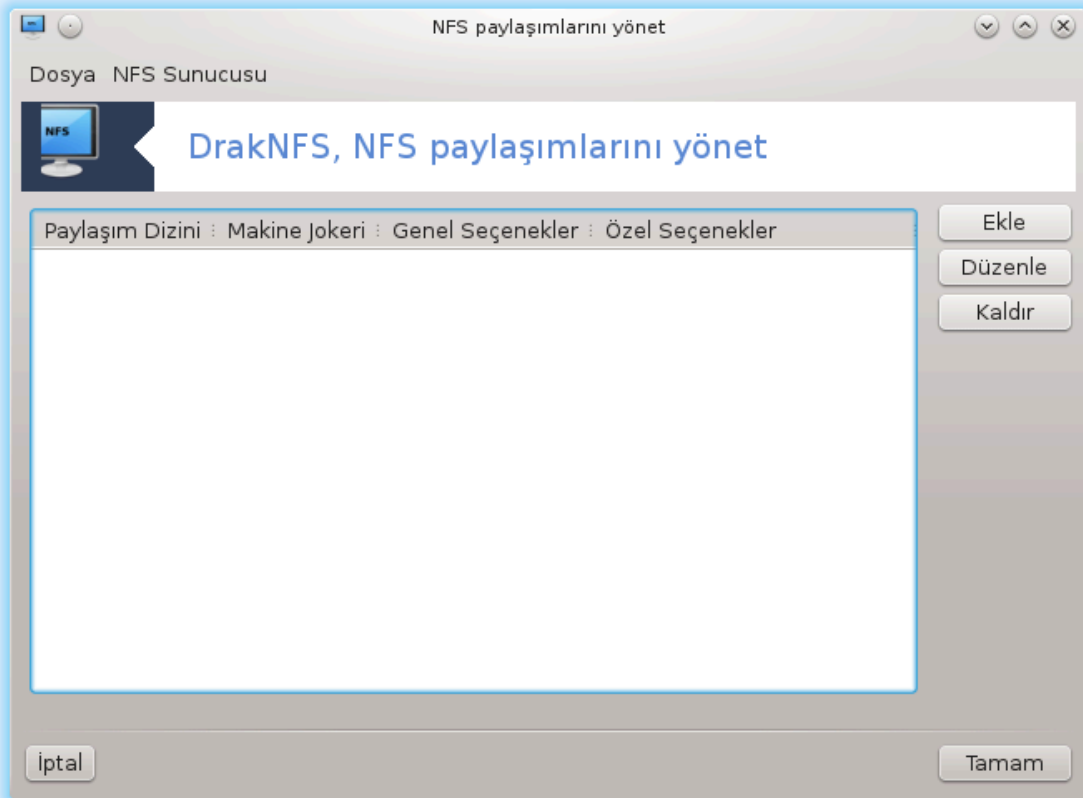 NFS paylaşımlarını yönet
Dosya NFS Sunucusu
NFS
DrakNFS, NFS paylaşımlarını yönet
Paylaşım Dizini Makine Jokeri Genel Seçenekler Özel Seçenekler
Ekle
Düzenle
Kaldır
İptal
Tamam